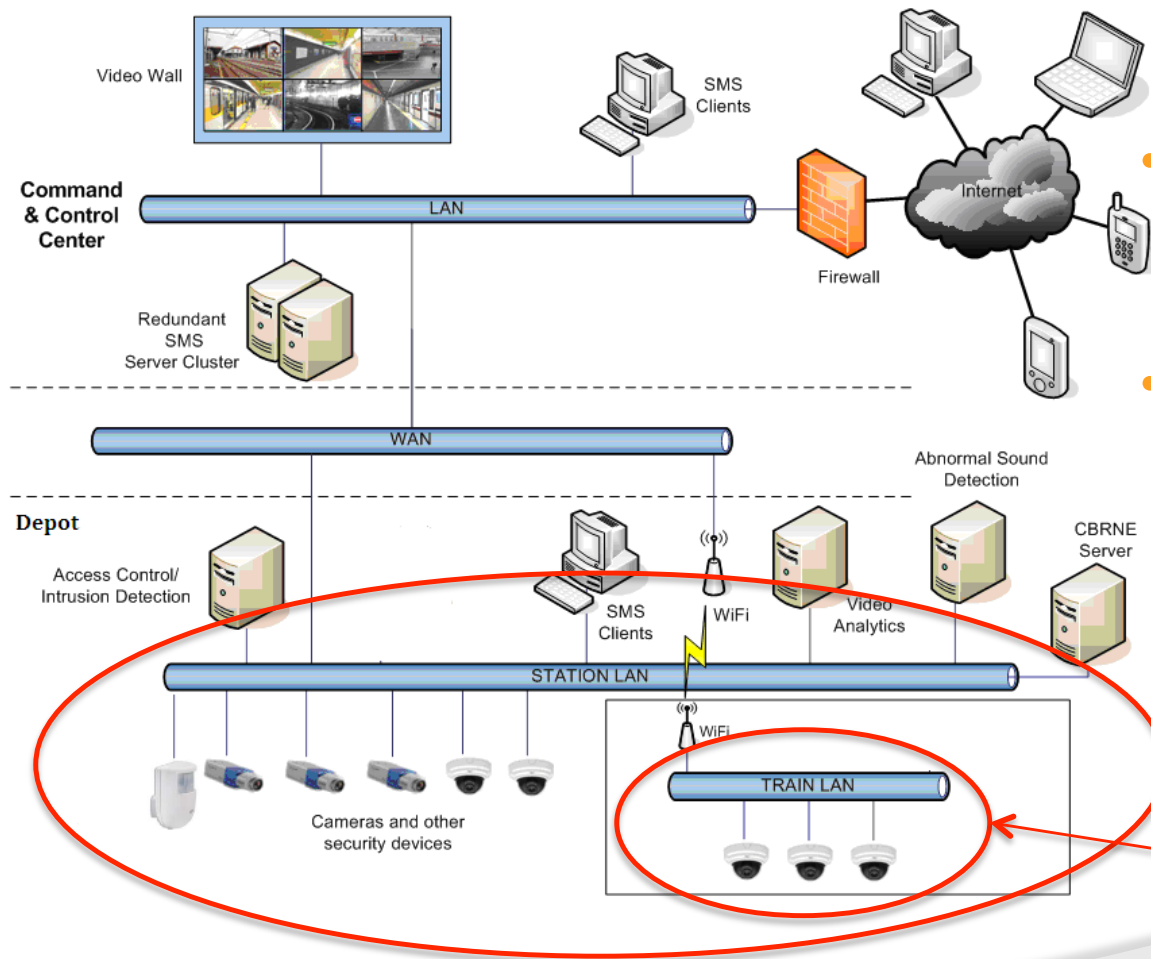 Video Wall
SMS
Clients
Command
& Control
Center
LAN
Internet
Firewall
Redundant
SMS
Server Cluster
WAN
Abnormal Sound
Detection
Depot
CBRNE
Server
Access Control/
Intrusion Detection
SMS
Clients
WiFi
Video
Analytics
STATION LAN
WiFi
TRAIN LAN
Cameras and other
security devices